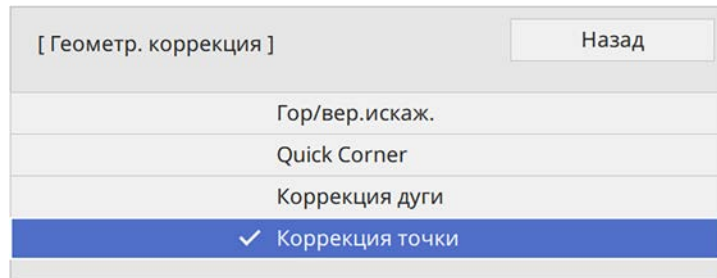 [ Геометр. коррекция ]
Назад
Гор/вер.искаж.
Quick Corner
Коррекция дуги
Коррекция точки